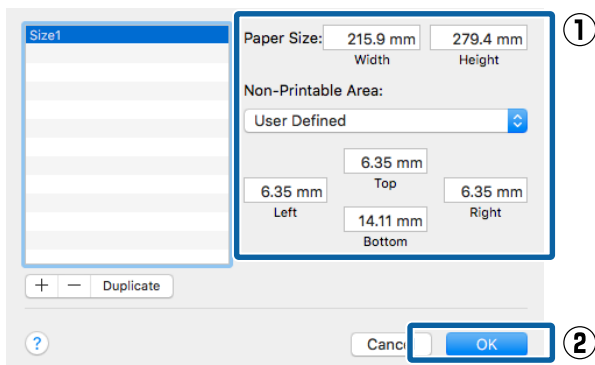 Size1
Paper Size: 215.9 mm 279.4 mm
Width Height
Non-Printable Area:
User Defined
6.35 mm
Top
6.35 mm 6.35 mm
Left Right
14.11 mm
Bottom
+ − Duplicate
? Canc OK
① 
②